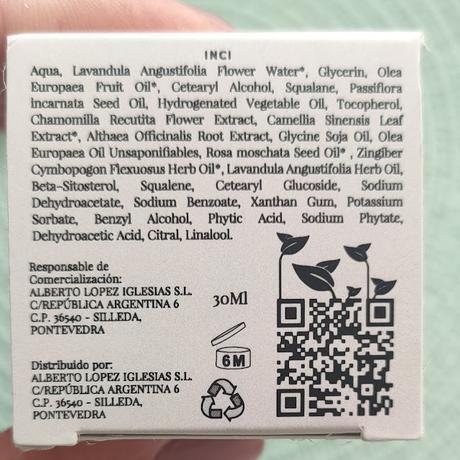 INCI
Aqua, Lavandula Angustifolia Flower Water*, Glycerin, Olea
Europaea Fruit Oil*, Cetearyl Alcohol, Squalane, Passiflora
Incarnata Seed Oil, Hydrogenated Vegetable Oil, Tocopherol,
Chamomilla Recutita Flower Extract, Camellia Sinensis Leaf
Extract*, Althaea Officinalis Root Extract, Glycine Soja Oil, Olea
Europaea Oil Unsaponifiables, Rosa moschata Seed Oil* , Zingiber
Cymbopogon Flexuosus Herb Oil*, Lavandula Angustifolia Herb Oil,
Beta-Sitosterol, Squalene, Cetearyl Glucoside, Sodium
Dehydroacetate, Sodium Benzoate, Xanthan Gum, Potassium
Sorbate, Benzyl Alcohol, Phytic Acid, Sodium Phytate,
Dehydroacetic Acid, Citral, Linalool.
Responsable de
Comercialización:
ALBERTO LOPEZ IGLESIAS S.L.
C/REPÚBLICA ARGENTINA 6
C.P. 36540 - SILLEDA,
PONTEVEDRA
30Ml
6M
Distribuido por:
ALBERTO LOPEZ IGLESIAS S.L.
C/REPÚBLICA ARGENTINA 6
C.P. 36540 - SILLEDA,
PONTEVEDRA